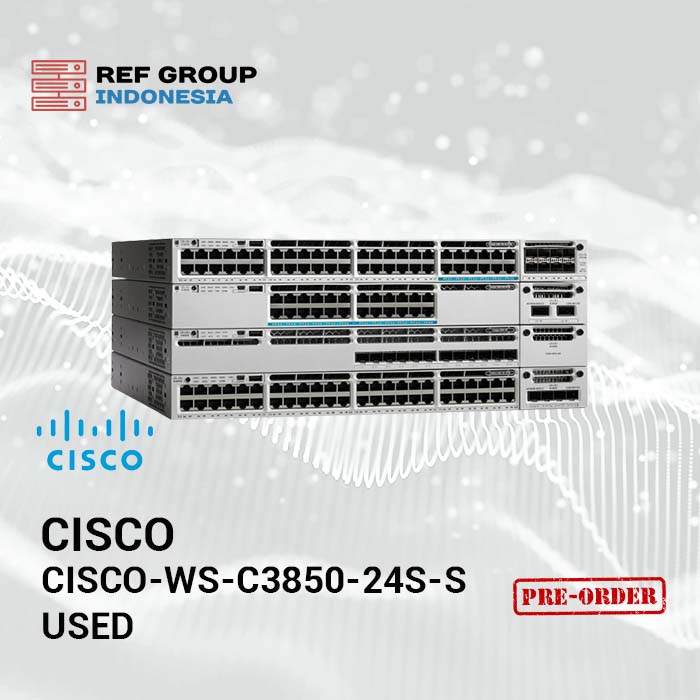 REF GROUP
INDONESIA
CISCO
CISCO
CISCO-WS-C3850-24S-S
USED
PRE-ORDER